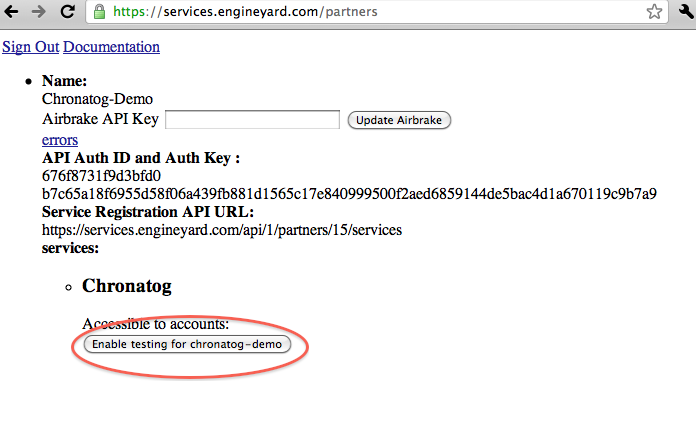 https://services.engineyard.com/partners
Sign Out Documentation
Name:
Chronatog-Demo
Airbrake API Key Update Airbrake
errors
API Auth ID and Auth Key :
676f8731f9d3bfd0
b7c65a18f6955d58f06a439fb881d1565c17e840999500f2aed6859144de5bac4d1a670119c9b7a9
Service Registration API URL:
https://services.engineyard.com/api/1/partners/15/services
services:
Chronatog
Accessible to accounts:
Enable testing for chronatog-demo